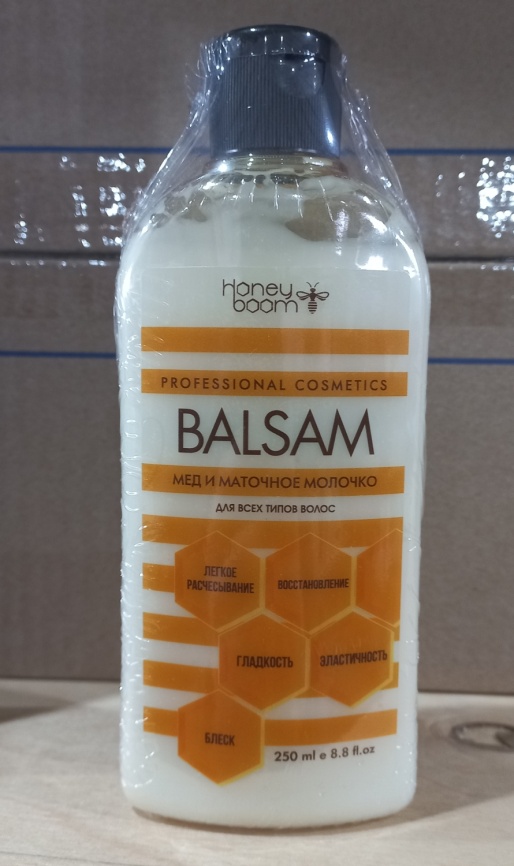 Honey
boom
PROFESSIONAL COSMETICS
BALSAM
МЕД И МАТОЧНОЕ МОЛОЧКО
ДЛЯ ВСЕХ ТИПОВ ВОЛОС
ЛЕГКОЕ
РАСЧЕСЫВАНИЕ
ВОССТАНОВЛЕНИЕ
ГЛАДКОСТЬ
ЭЛАСТИЧНОСТЬ
БЛЕСК
250 ml e 8.8 fl.oz